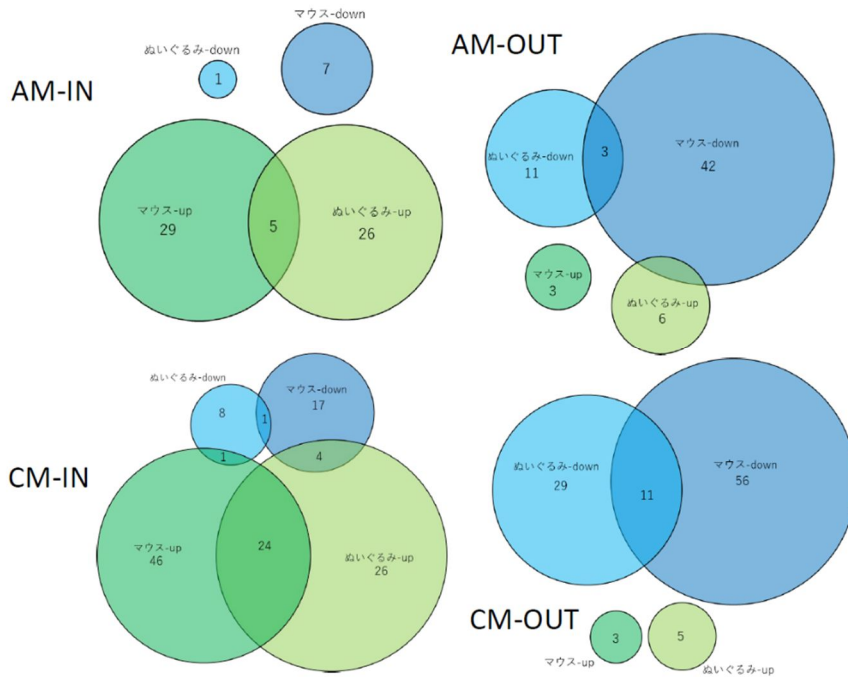 AM-IN
ぬいぐるみ-down
1
マウス-down
7
マウス-up
29
5
ぬいぐるみ-up
26
AM-OUT
ぬいぐるみ-down
11
3
マウス-down
42
マウス-up
3
ぬいぐるみ-up
6
CM-IN
ぬいぐるみ-down
8
1
マウス-down
17
1
4
マウス-up
46
24
ぬいぐるみ-up
26
ぬいぐるみ-down
29
11
マウス-down
56
CM-OUT
3
マウス-up
5
ぬいぐるみ-up